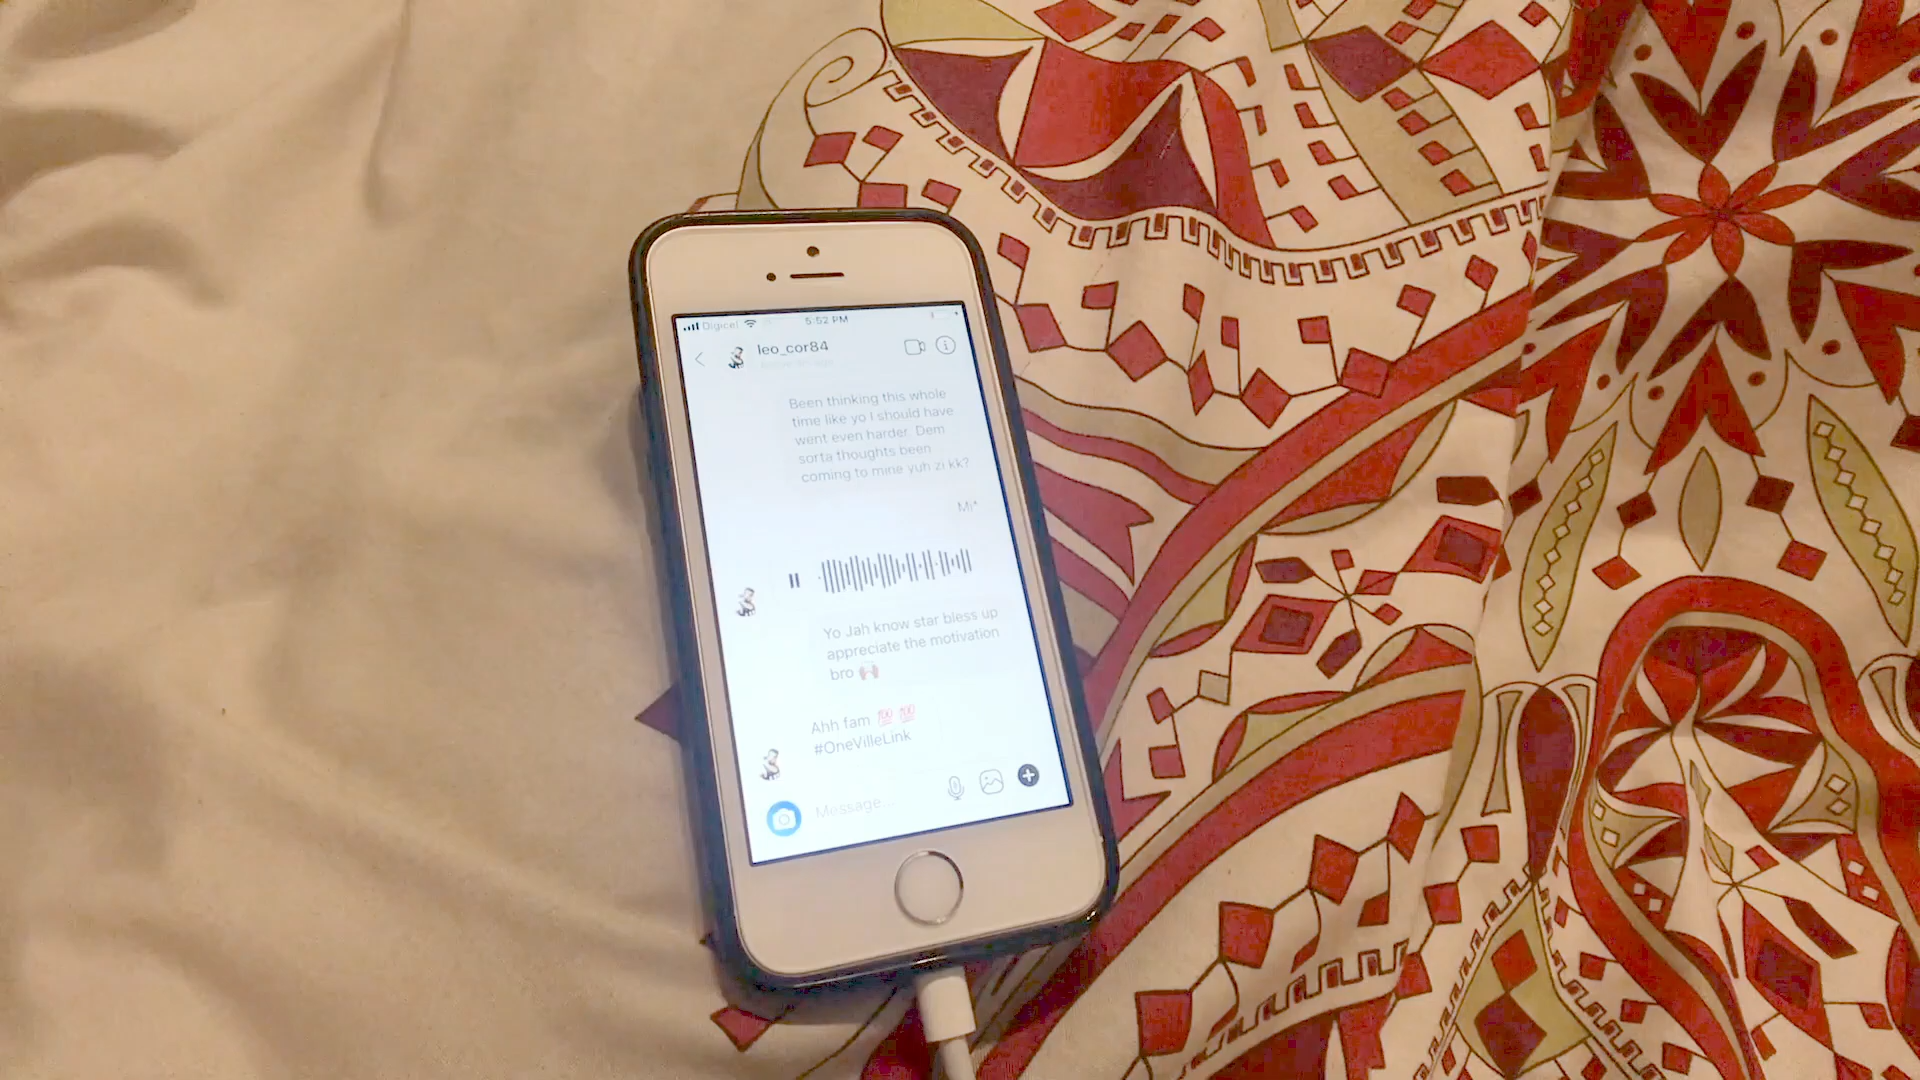 Digicel 5:52 PM
leo_cor84
Been thinking this whole
time like yo I should have
went even harder. Dem
sorta thoughts been
coming to mine yuh zi kk?
Mi*
Yo Jah know star bless up
appreciate the motivation
bro 🙌
Ahh fam 💯 💯
#OneVilleLink
Message...